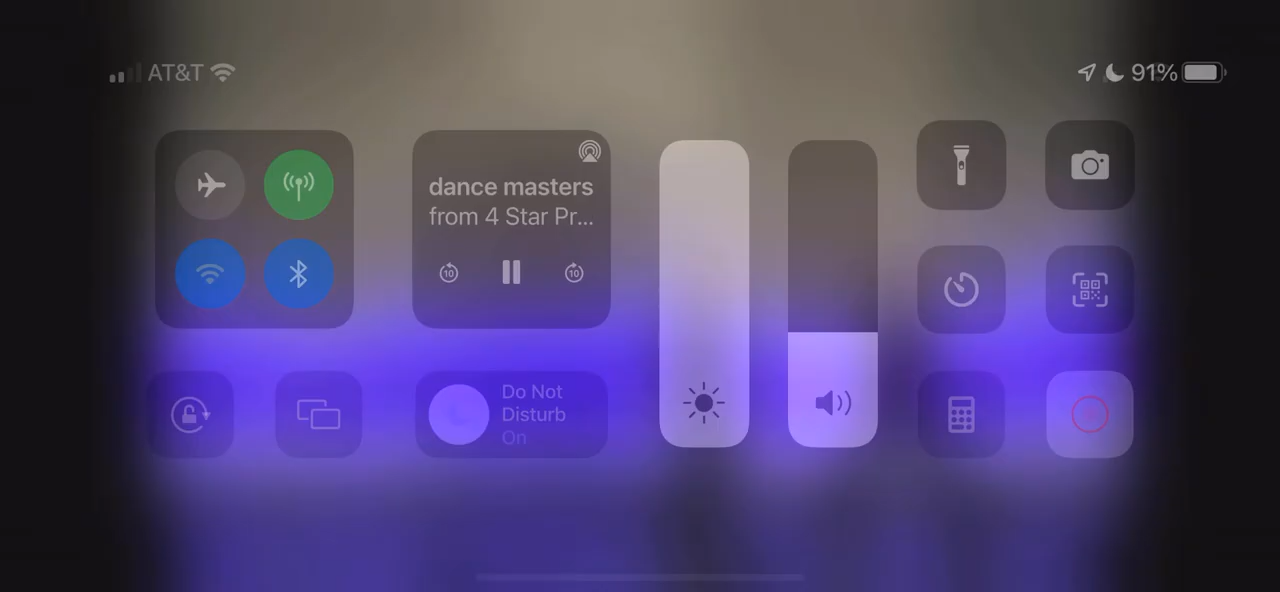 AT&T
91%
dance masters
from 4 Star Pr...
10
10
Do Not
Disturb
On